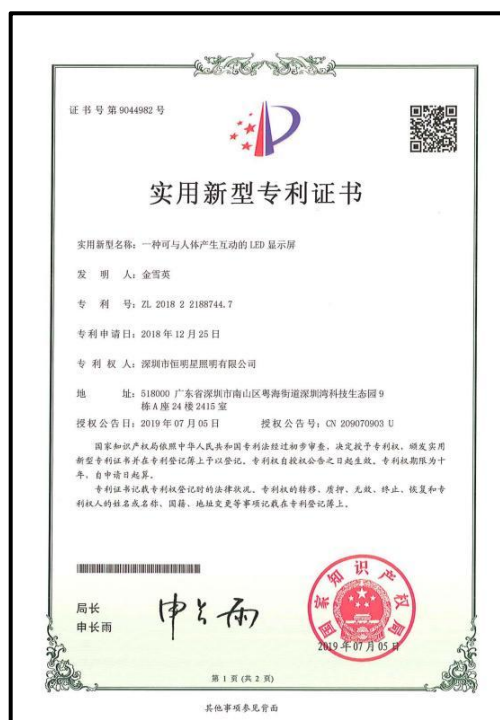 证书号第9044982号
实用新型专利证书
实用新型名称：一种可与人体产生互动的LED显示屏
发 明 人：金雪英
专 利 号：ZL 2018 2 2188744.7
专利申请日：2018年12月25日
专 利 权 人：深圳市恒明星照明有限公司
地 址：518000 广东省深圳市南山区粤海街道深圳湾科技生态园9
栋A座24楼2415室
授权公告日：2019年07月05日 授权公告号：CN 209070903 U
国家知识产权局依照中华人民共和国专利法经过初步审查，决定授予专利权，颁发实用
新型专利证书并在专利登记簿上予以登记。专利权自授权公告之日起生效。专利权期限为十
年，自申请日起算。
专利证书记载专利权登记时的法律状况。专利权的转移、质押、无效、终止、恢复和专
利权人的姓名或名称、国籍、地址变更等事项记载在专利登记簿上。
局长
申长雨
申长雨
国家知识产权局
2019年07月05日
第 1 页 (共 2 页)
其他事项参见背面